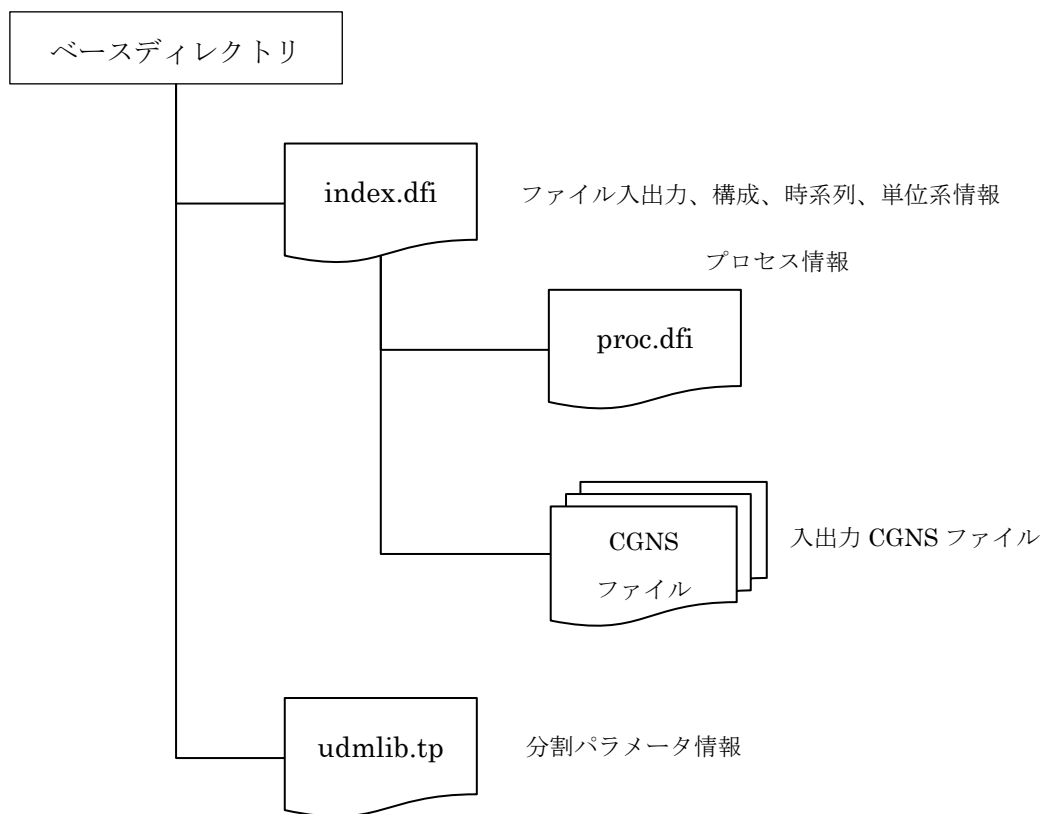 ベースディレクトリ
index.dfi
ファイル入出力、構成、時系列、単位系情報
プロセス情報
proc.dfi
CGNS
ファイル
入出力 CGNS ファイル
udmlib.tp
分割パラメータ情報